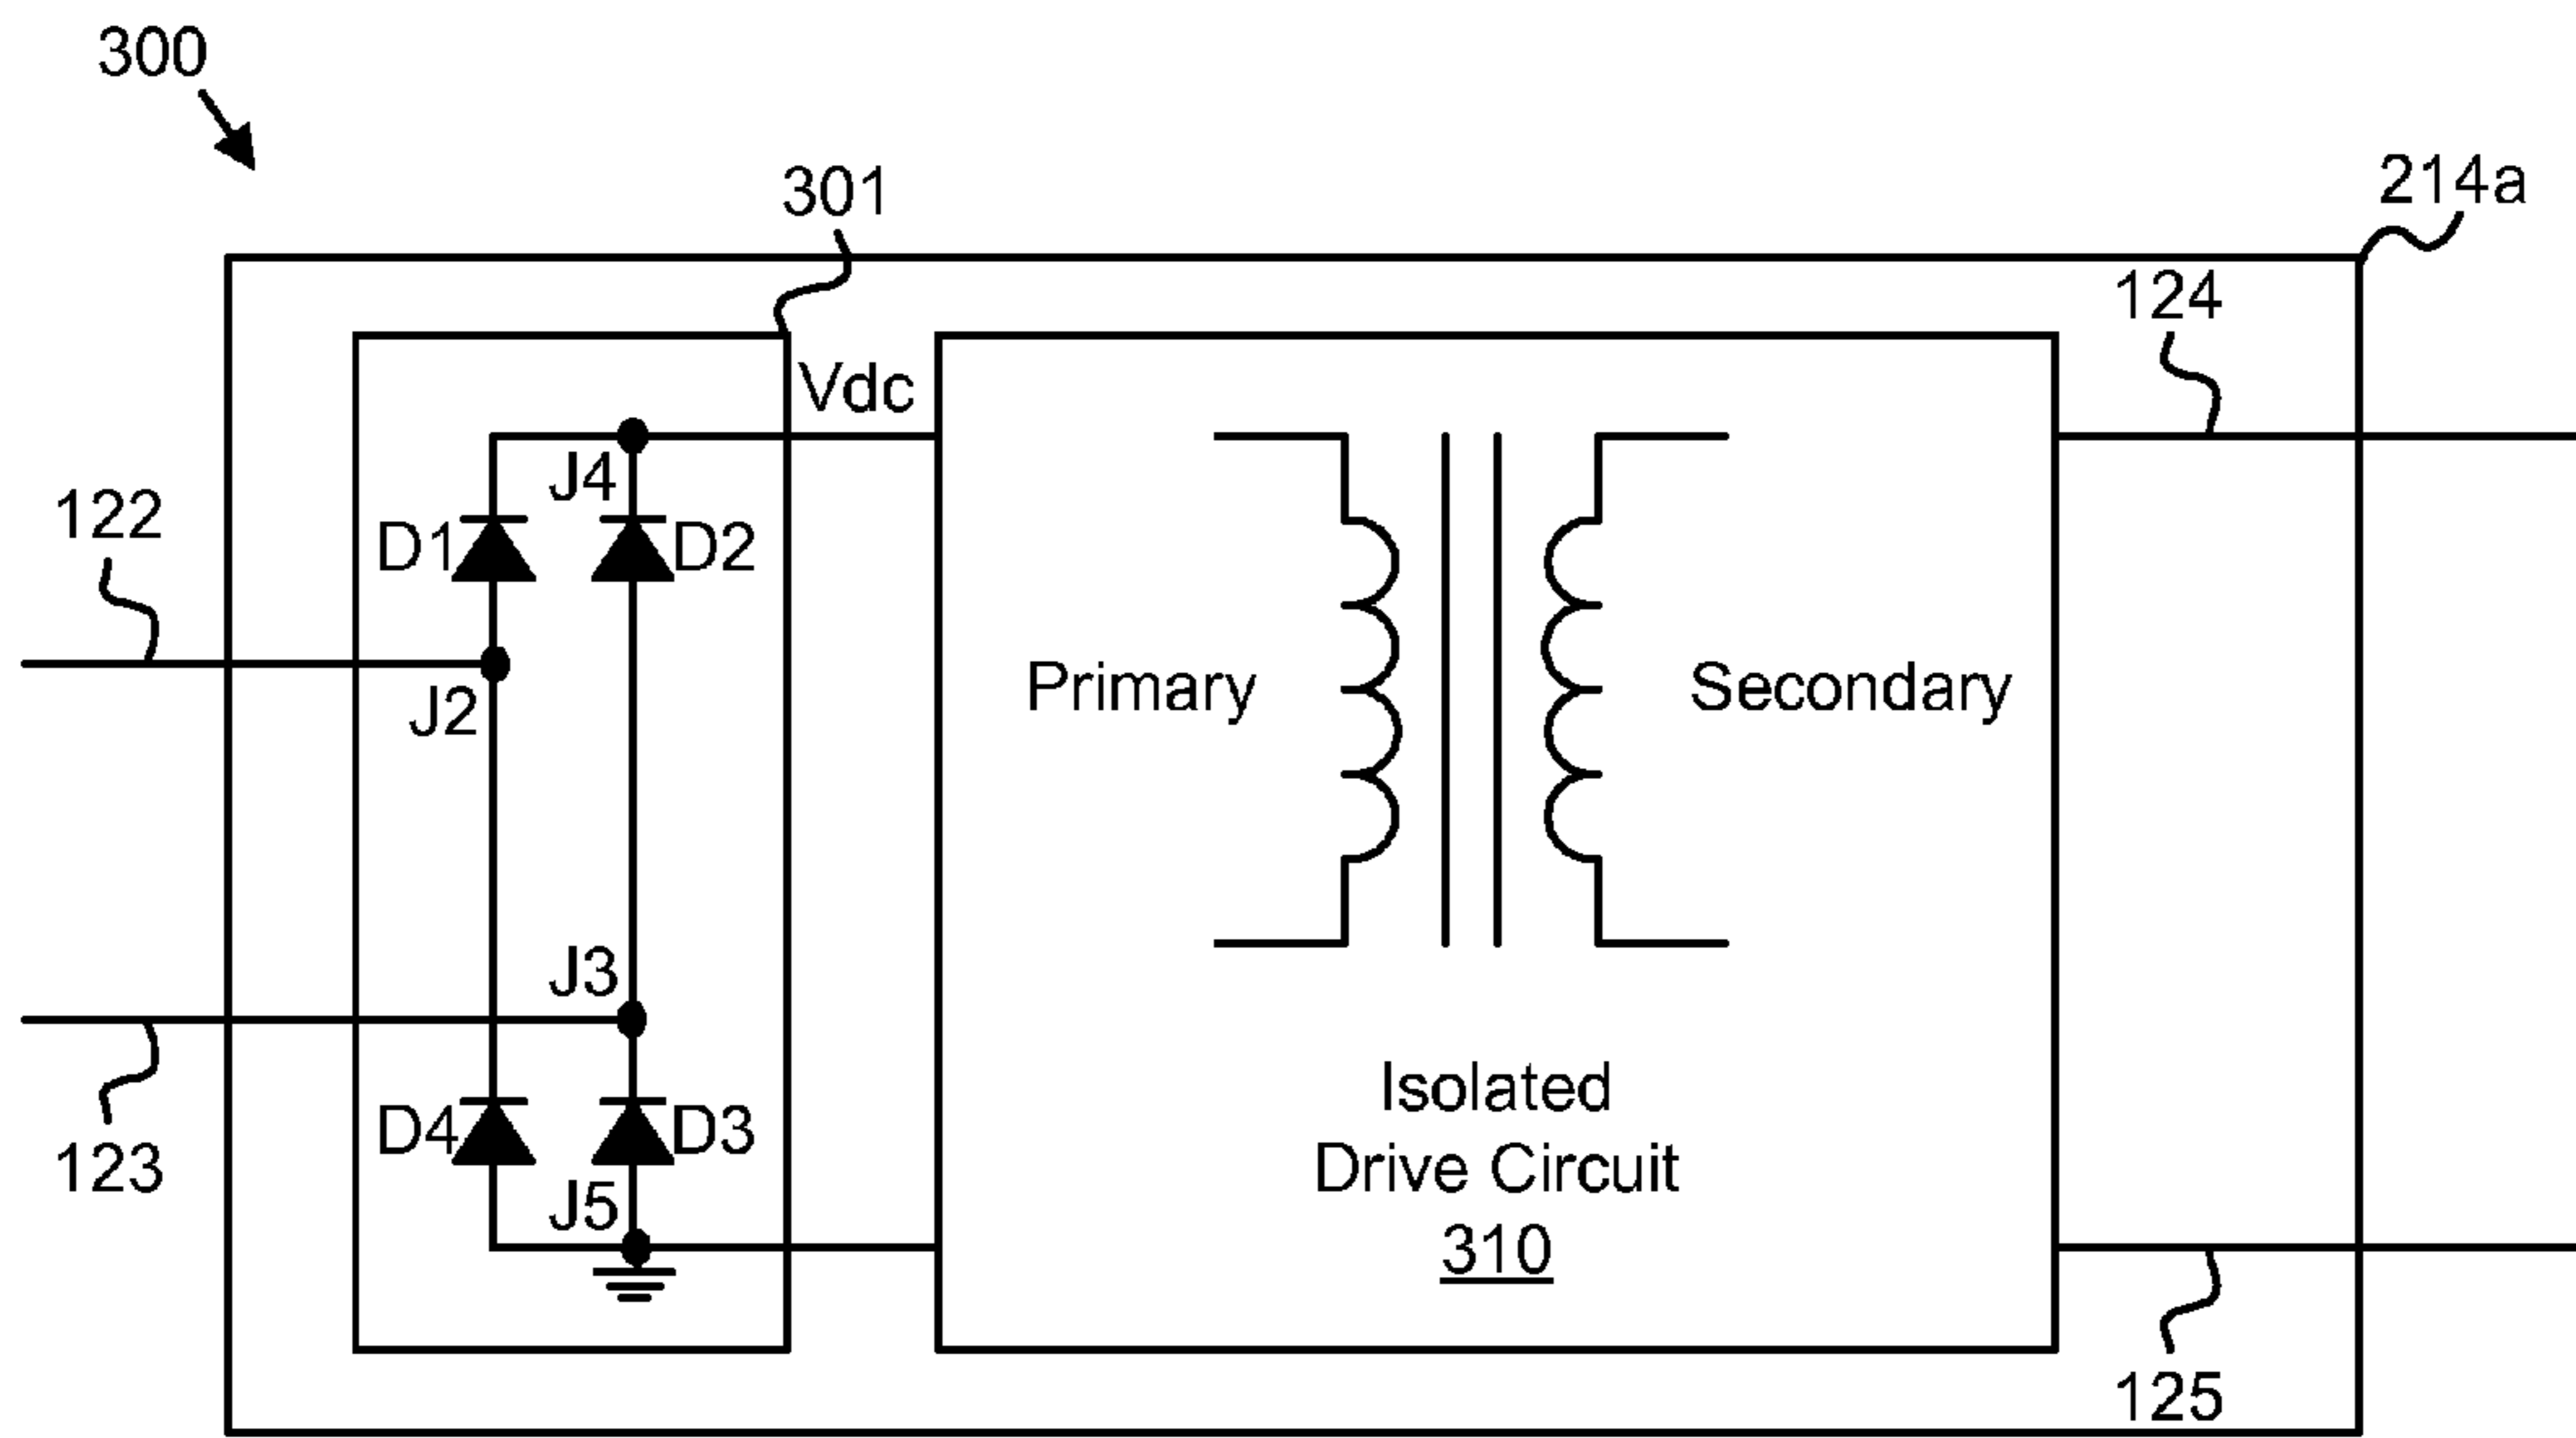 300
301
214a
124
Vdc
J4
122
D1
D2
J2
Primary
Secondary
J3
Isolated
Drive Circuit
310
D4
D3
123
J5
125